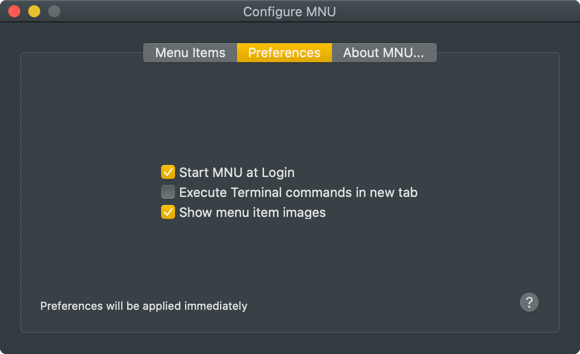 Configure MNU
Menu Items Preferences About MNU...
Start MNU at Login
Execute Terminal commands in new tab
Show menu item images
Preferences will be applied immediately ?